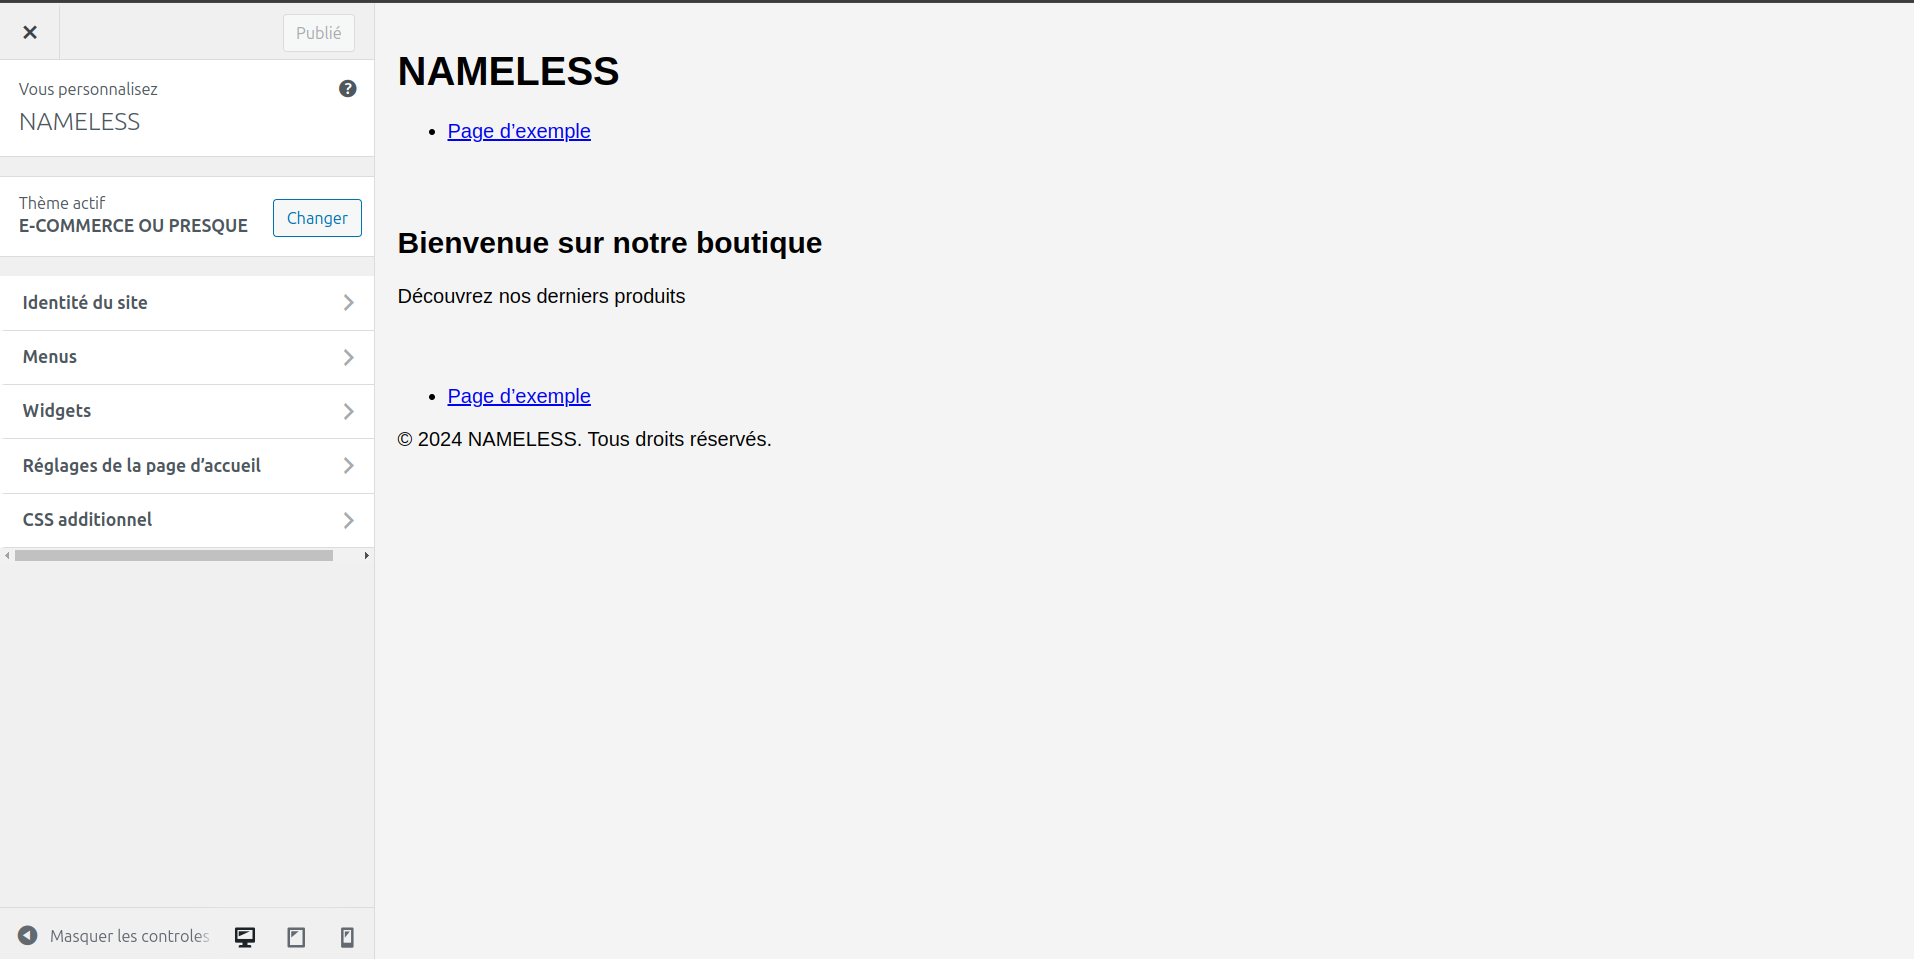 Publié
Vous personnalisez
NAMELESS
Thème actif
E-COMMERCE OU PRESQUE
Changer
Identité du site
Menus
Widgets
Réglages de la page d’accueil
CSS additionnel
Masquer les controles
NAMELESS
Page d’exemple
Bienvenue sur notre boutique
Découvrez nos derniers produits
Page d’exemple
© 2024 NAMELESS. Tous droits réservés.